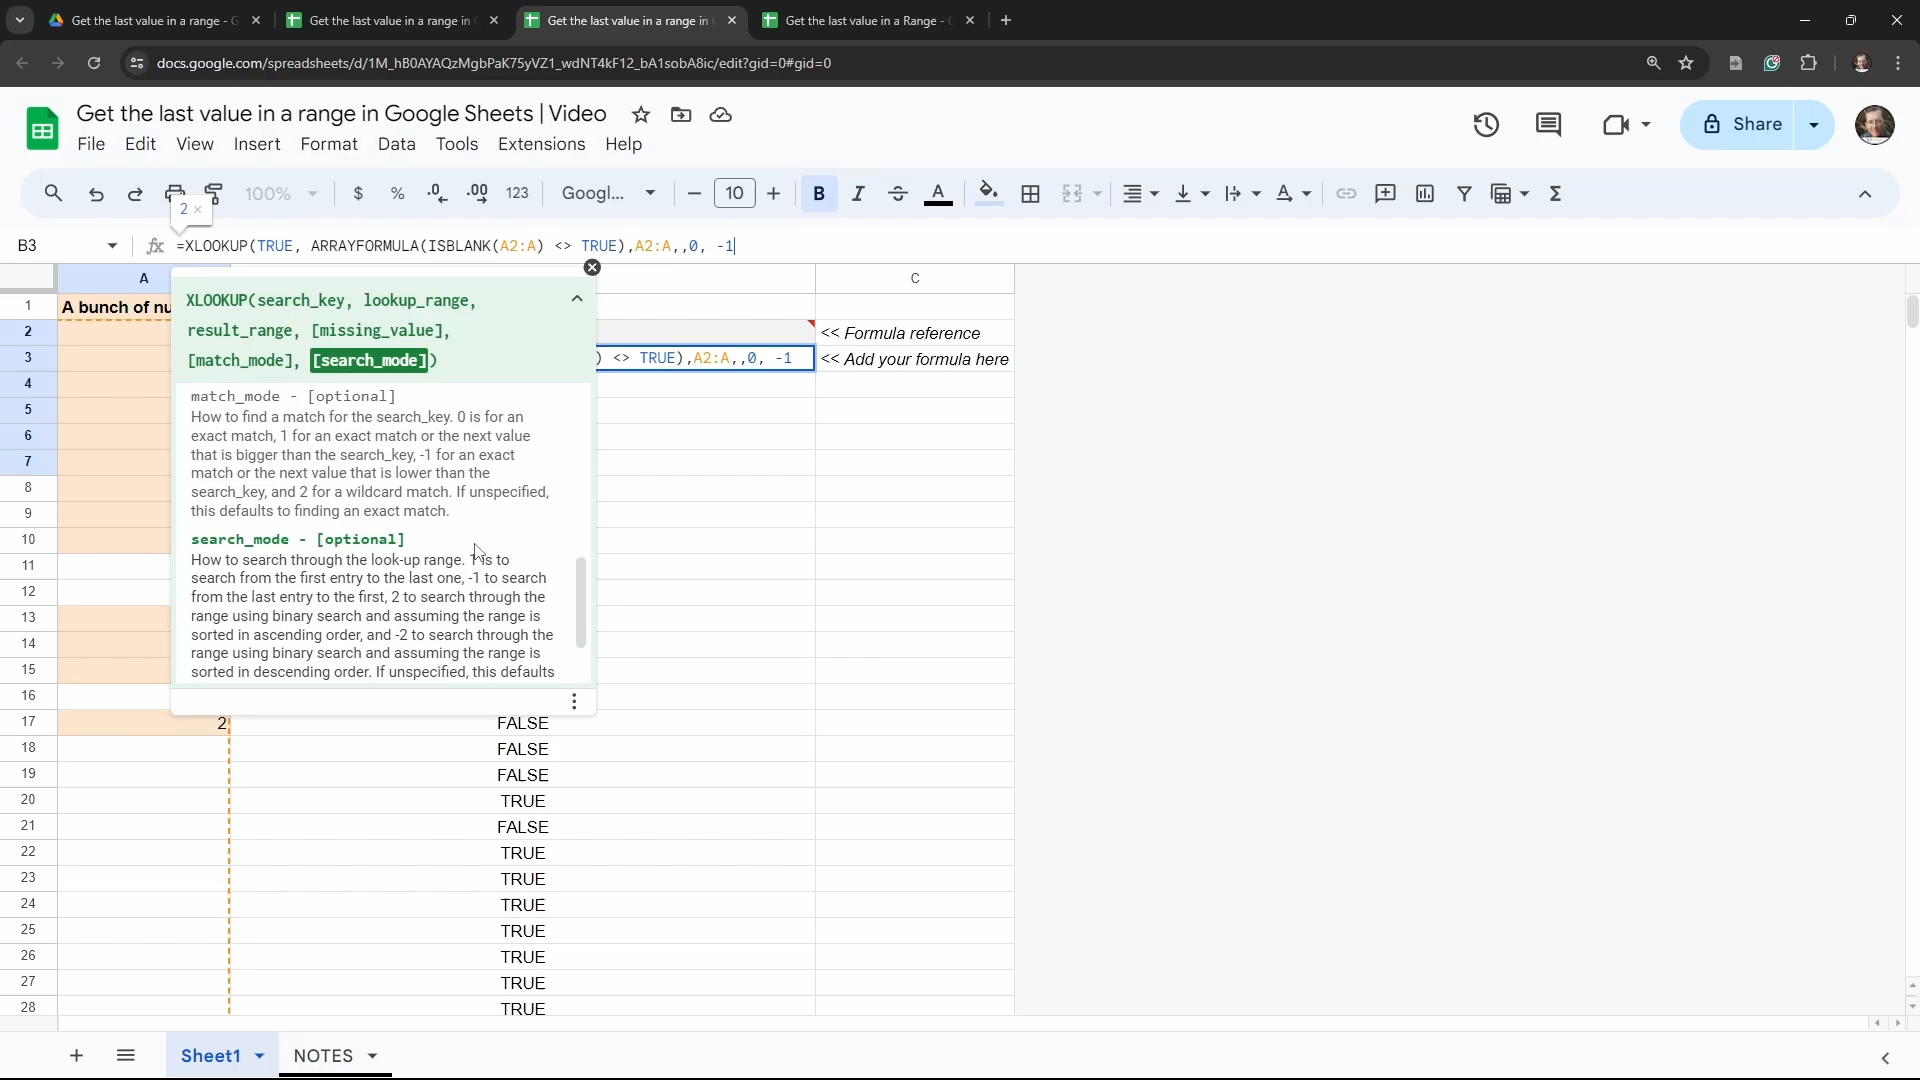 Get the last value in a range - G
Get the last value in a range in
Get the last value in a range in
Get the last value in a Range -
docs.google.com/spreadsheets/d/1M_hB0AYAQzMgbPaK75yVZ1_wdNT4kF12_bA1sobA8ic/edit?gid=0#gid=0
Get the last value in a range in Google Sheets | Video
Share
File Edit View Insert Format Data Tools Extensions Help
100% $ % .0 .00 123 Googl... 10 B I
2 ×
B3 =XLOOKUP(TRUE, ARRAYFORMULA(ISBLANK(A2:A) <> TRUE),A2:A,,0, -1
A C
1 A bunch of nu
2 << Formula reference
3 ) <> TRUE),A2:A,,0, -1 << Add your formula here
XLOOKUP(search_key, lookup_range,
result_range, [missing_value],
[match_mode], [search_mode])
match_mode - [optional]
How to find a match for the search_key. 0 is for an
exact match, 1 for an exact match or the next value
that is bigger than the search_key, -1 for an exact
match or the next value that is lower than the
search_key, and 2 for a wildcard match. If unspecified,
this defaults to finding an exact match.
search_mode - [optional]
How to search through the look-up range. 1 is to
search from the first entry to the last one, -1 to search
from the last entry to the first, 2 to search through the
range using binary search and assuming the range is
sorted in ascending order, and -2 to search through the
range using binary search and assuming the range is
sorted in descending order. If unspecified, this defaults
4
5
6
7
8
9
10
11
12
13
14
15
16
17 2 FALSE
18 FALSE
19 FALSE
20 TRUE
21 FALSE
22 TRUE
23 TRUE
24 TRUE
25 TRUE
26 TRUE
27 TRUE
28 TRUE
Sheet1 NOTES